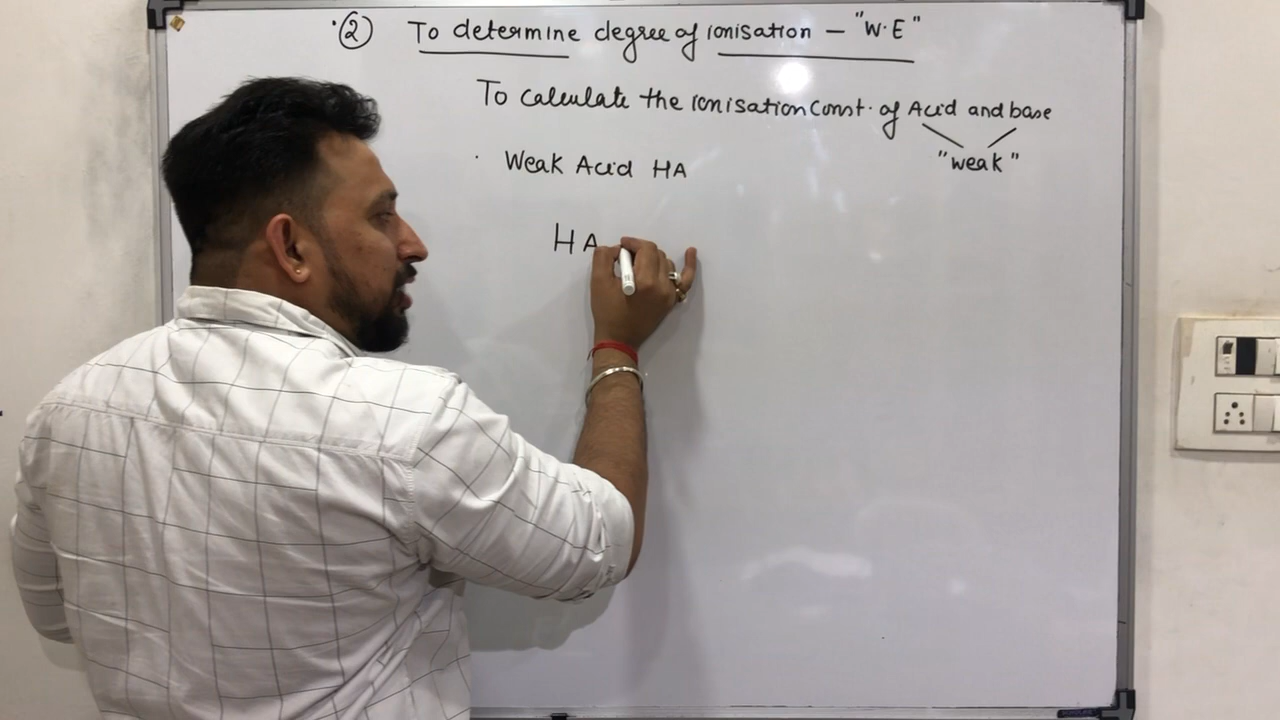 ② To determine degree of ionisation – "W.E"
To calculate the ionisation Const. of Acid and base
"weak"
Weak Acid HA
HA